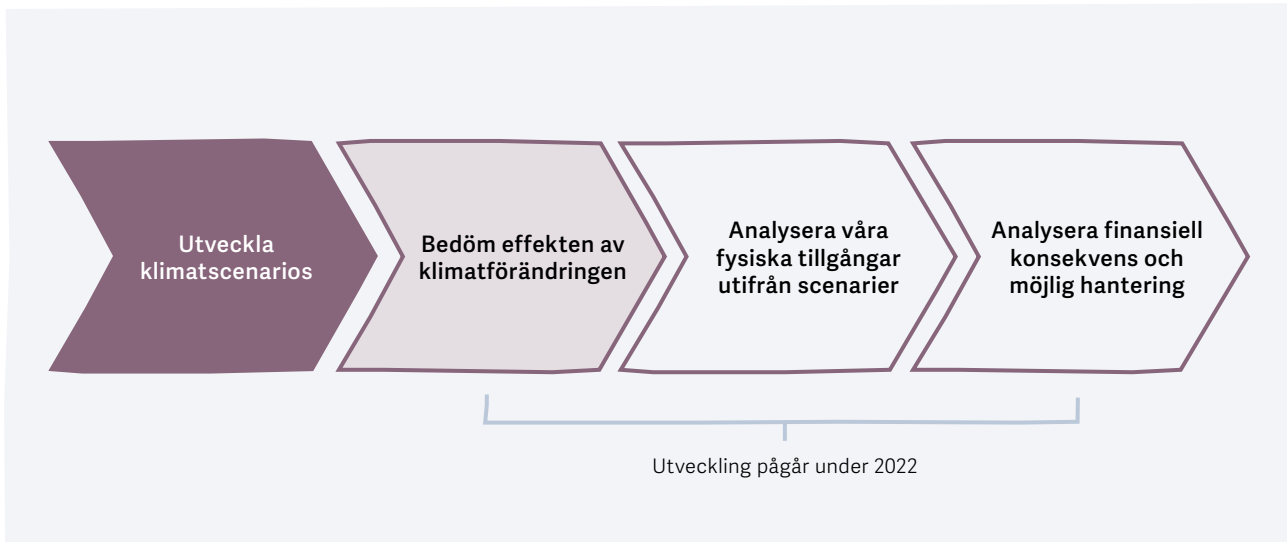 Utveckla
klimatscenarios
Bedöm effekten av
klimatförändringen
Analysera våra
fysiska tillgångar
utifrån scenarier
Analysera finansiell
konsekvens och
möjlig hantering
Utveckling pågår under 2022